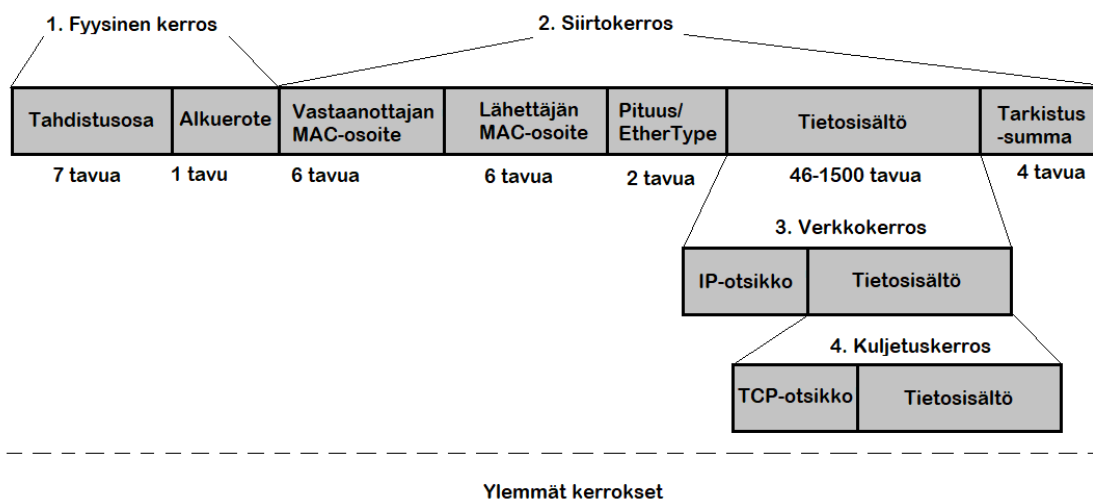 1. Fyysinen kerros
2. Siirtokerros
Tahdistusosa
Alkuerote
Vastaanottajan
MAC-osoite
Lähettäjän
MAC-osoite
Pituus/
EtherType
Tietosisältö
Tarkistus
-summa
7 tavua
1 tavu
6 tavua
6 tavua
2 tavua
46-1500 tavua
4 tavua
3. Verkkokerros
IP-otsikko
Tietosisältö
4. Kuljetuskerros
TCP-otsikko
Tietosisältö
Ylemmät kerrokset